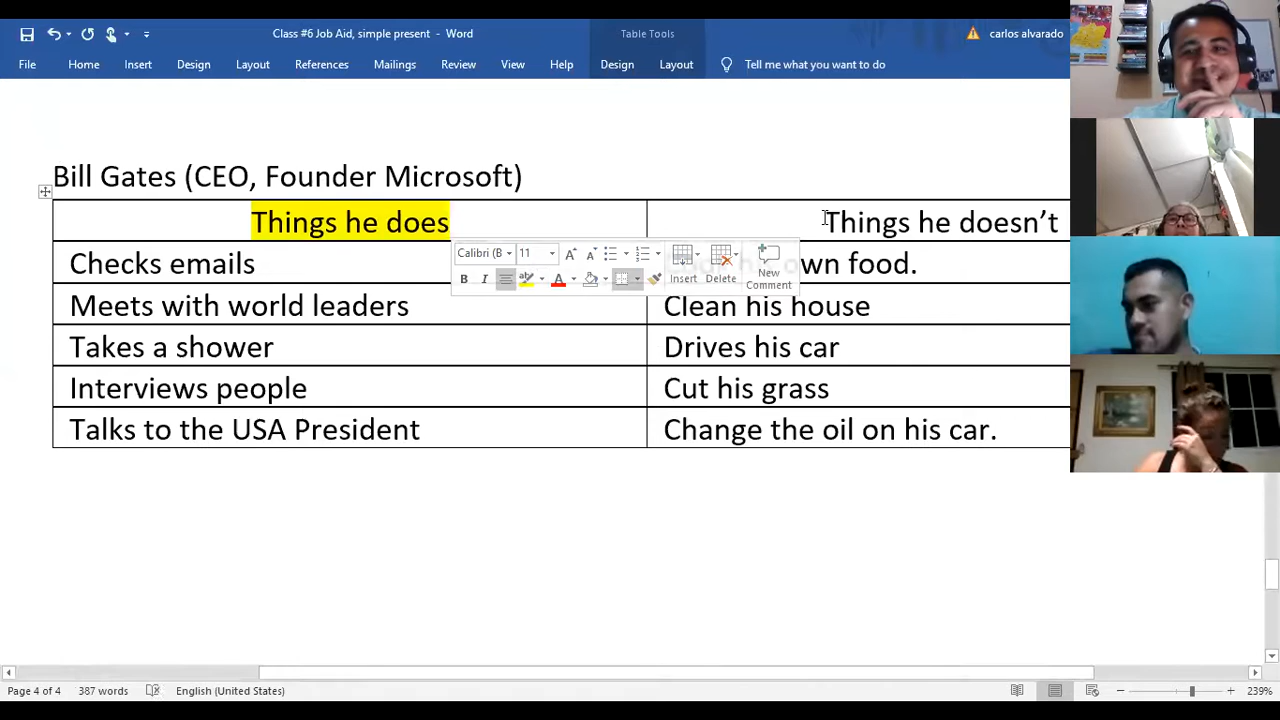 Class #6 Job Aid, simple present - Word
Table Tools
carlos alvarado
File Home Insert Design Layout References Mailings Review View Help Design Layout Tell me what you want to do
Bill Gates (CEO, Founder Microsoft)
Things he does Things he doesn't
Checks emails own food.
Calibri (B 11
Insert Delete New Comment
Meets with world leaders Clean his house
Takes a shower Drives his car
Interviews people Cut his grass
Talks to the USA President Change the oil on his car.
Page 4 of 4 387 words English (United States) 239%